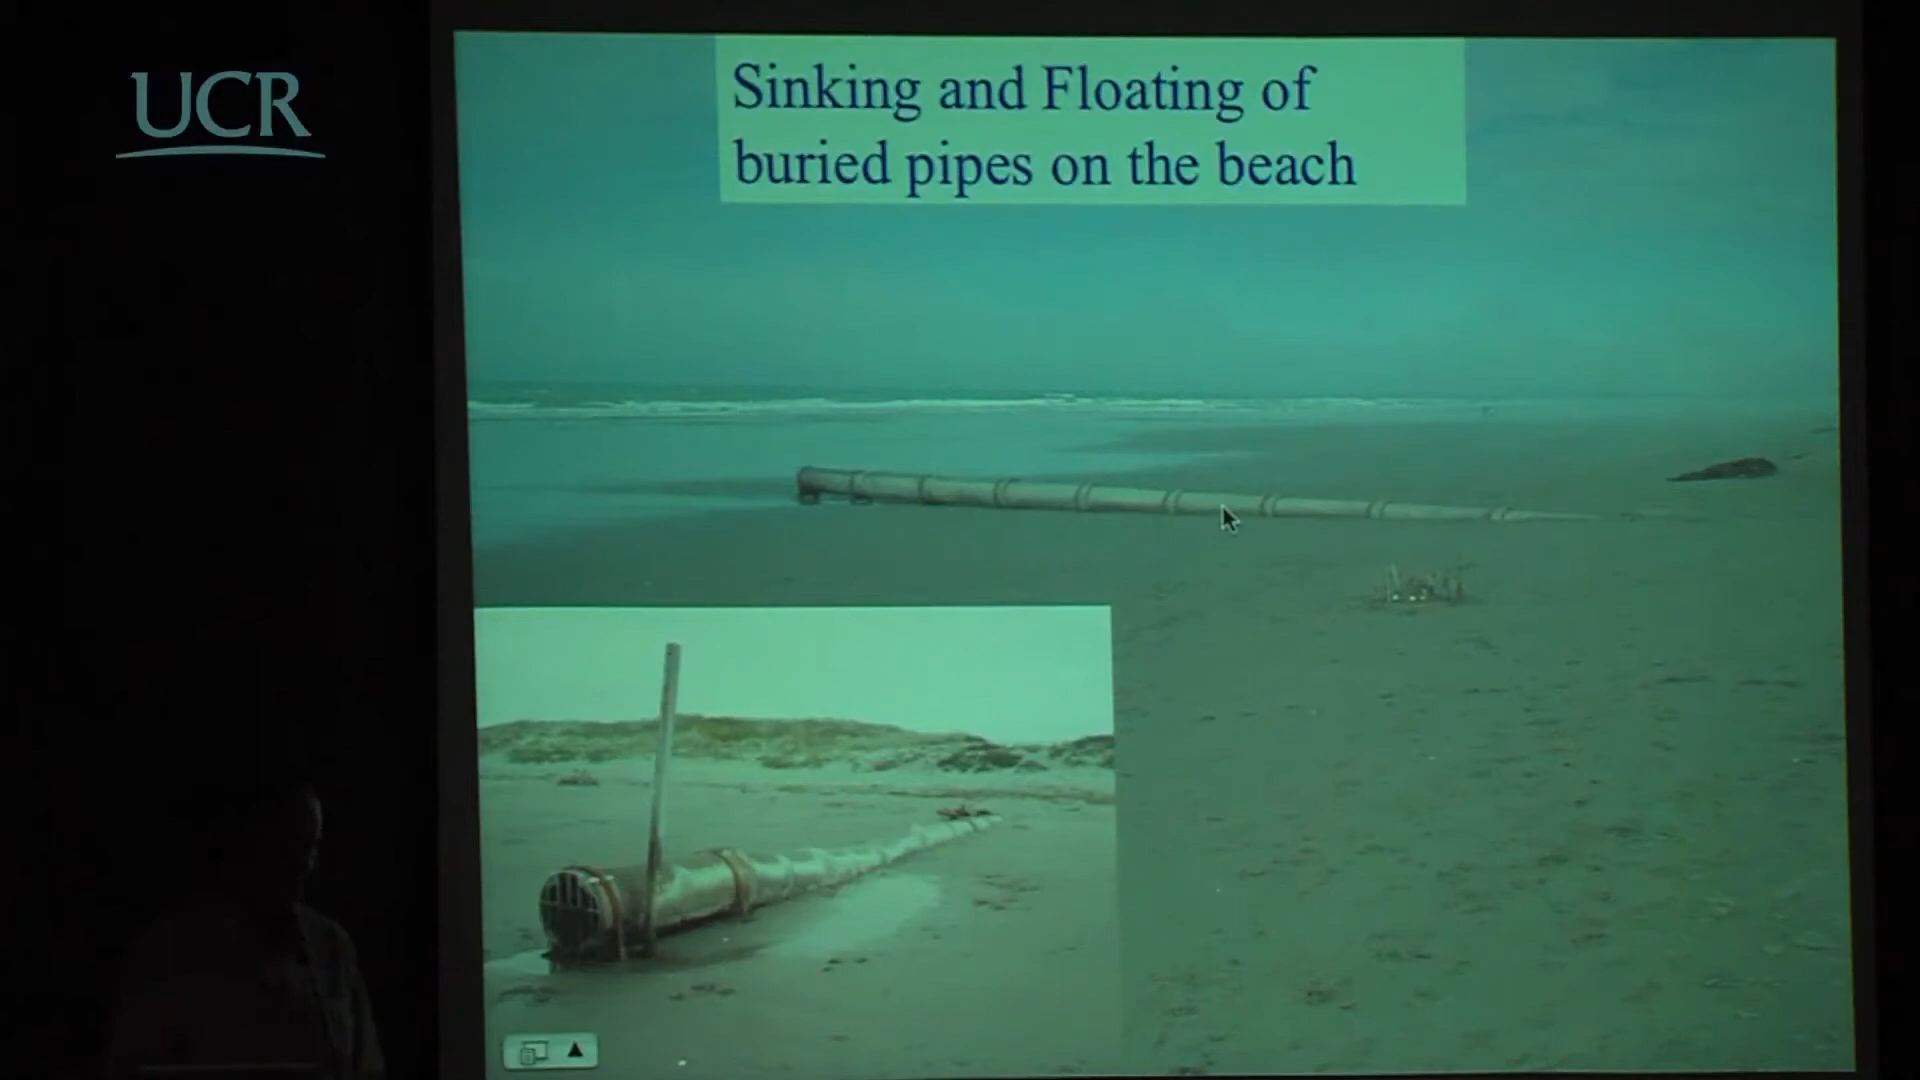 UCR
Sinking and Floating of
buried pipes on the beach